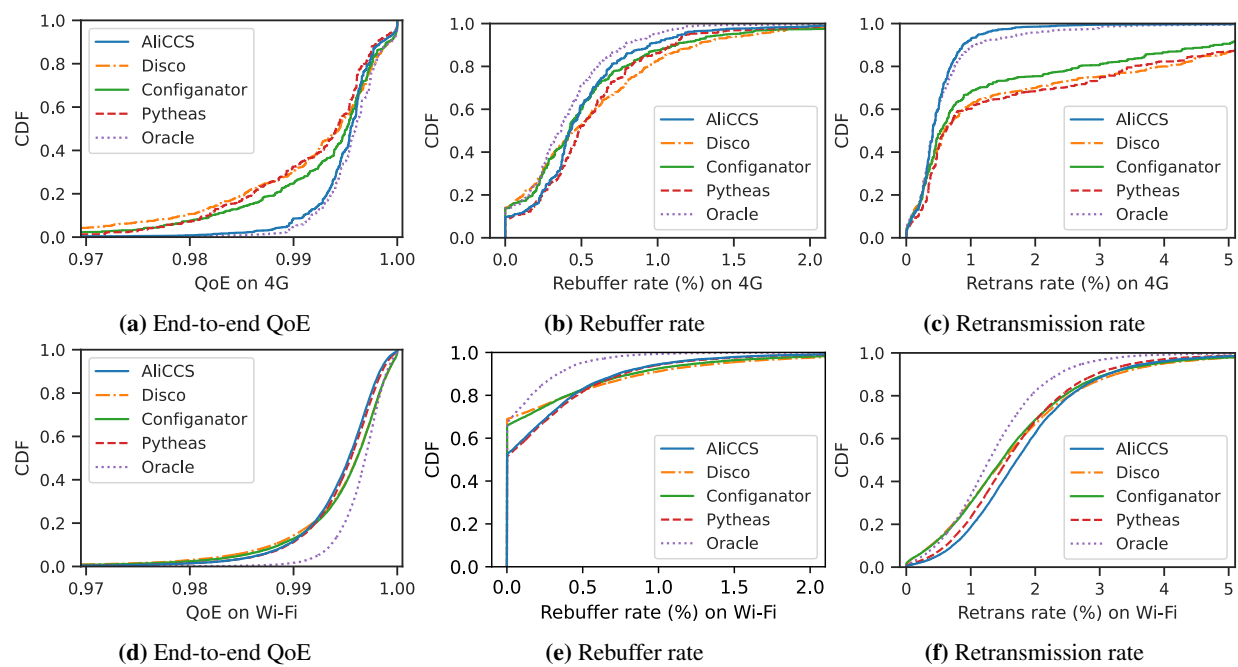 CDF
1.0
0.8
0.6
0.4
0.2
0.0
AliCCS
Disco
Configanator
Pytheas
Oracle
0.97 0.98 0.99 1.00
QoE on 4G
(a) End-to-end QoE
CDF
1.0
0.8
0.6
0.4
0.2
0.0
AliCCS
Disco
Configanator
Pytheas
Oracle
0.0 0.5 1.0 1.5 2.0
Rebuffer rate (%) on 4G
(b) Rebuffer rate
CDF
1.0
0.8
0.6
0.4
0.2
0.0
AliCCS
Disco
Configanator
Pytheas
Oracle
0 1 2 3 4 5
Retrans rate (%) on 4G
(c) Retransmission rate
CDF
1.0
0.8
0.6
0.4
0.2
0.0
AliCCS
Disco
Configanator
Pytheas
Oracle
0.97 0.98 0.99 1.00
QoE on Wi-Fi
(d) End-to-end QoE
CDF
1.0
0.8
0.6
0.4
0.2
0.0
AliCCS
Disco
Configanator
Pytheas
Oracle
0.0 0.5 1.0 1.5 2.0
Rebuffer rate (%) on Wi-Fi
(e) Rebuffer rate
CDF
1.0
0.8
0.6
0.4
0.2
0.0
AliCCS
Disco
Configanator
Pytheas
Oracle
0 1 2 3 4 5
Retrans rate (%) on Wi-Fi
(f) Retransmission rate